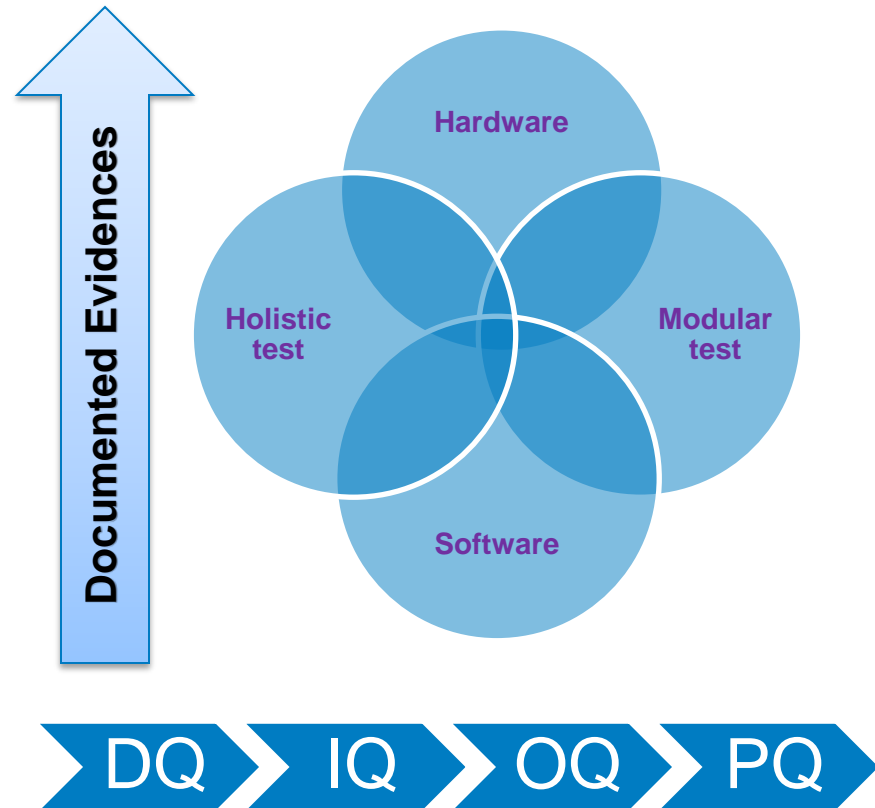 Documented Evidences
Hardware
Holistic
test
Modular
test
Software
DQ
IQ
OQ
PQ